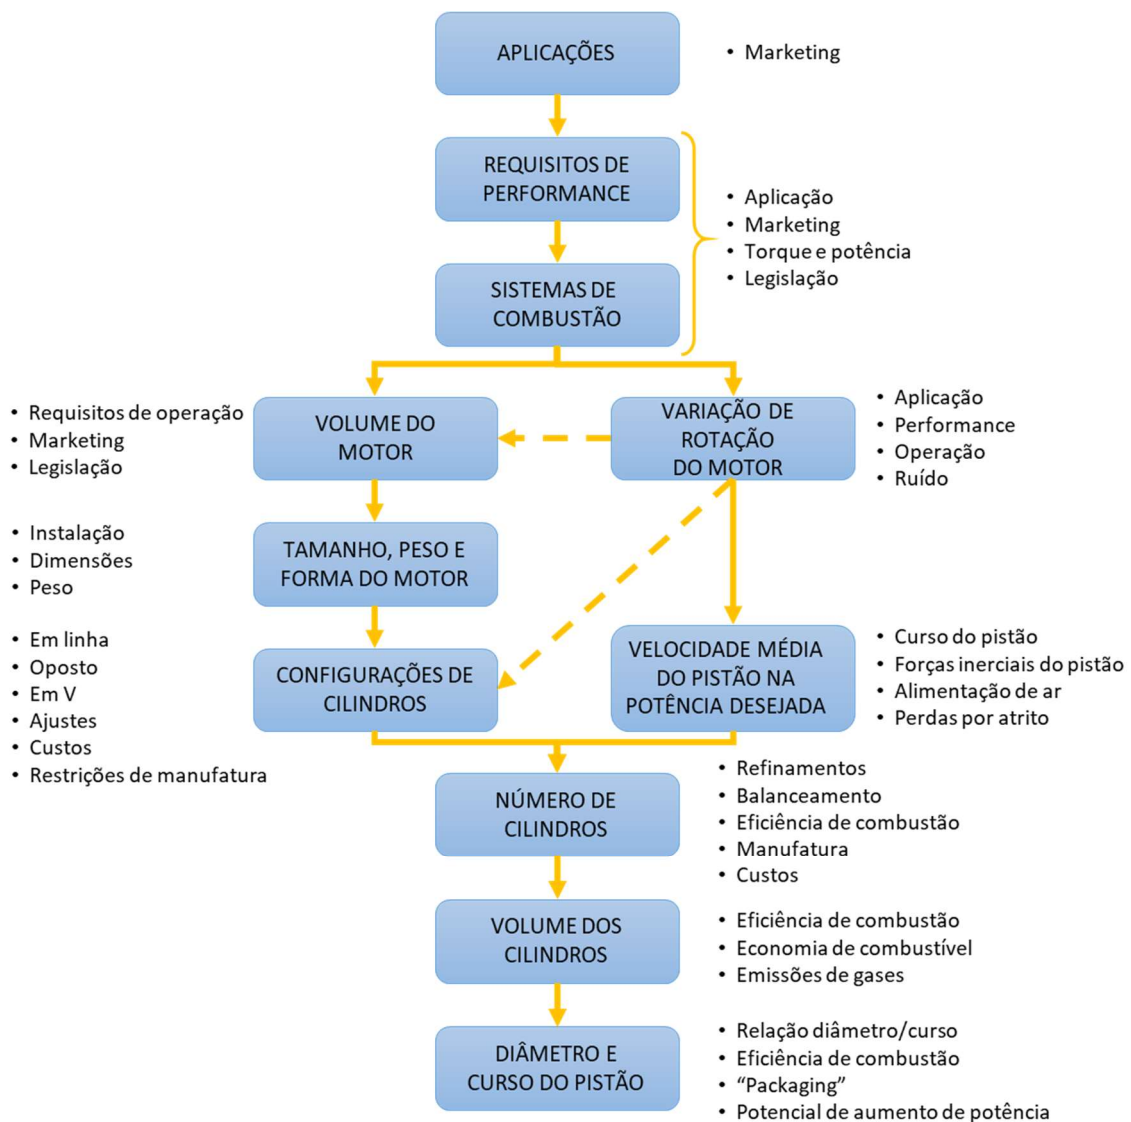 APLICAÇÕES
• Marketing
REQUISITOS DE
PERFORMANCE
SISTEMAS DE
COMBUSTÃO
• Aplicação
• Marketing
• Torque e potência
• Legislação
• Requisitos de operação
• Marketing
• Legislação
VOLUME DO
MOTOR
VARIAÇÃO DE
ROTAÇÃO
DO MOTOR
• Aplicação
• Performance
• Operação
• Ruído
• Instalação
• Dimensões
• Peso
TAMANHO, PESO E
FORMA DO MOTOR
• Em linha
• Oposto
• Em V
• Ajustes
• Custos
• Restrições de manufatura
CONFIGURAÇÕES DE
CILINDROS
VELOCIDADE MÉDIA
DO PISTÃO NA
POTÊNCIA DESEJADA
• Curso do pistão
• Forças inerciais do pistão
• Alimentação de ar
• Perdas por atrito
NÚMERO DE
CILINDROS
• Refinamentos
• Balanceamento
• Eficiência de combustão
• Manufatura
• Custos
VOLUME DOS
CILINDROS
• Eficiência de combustão
• Economia de combustível
• Emissões de gases
DIÂMETRO E
CURSO DO PISTÃO
• Relação diâmetro/curso
• Eficiência de combustão
• “Packaging”
• Potencial de aumento de potência